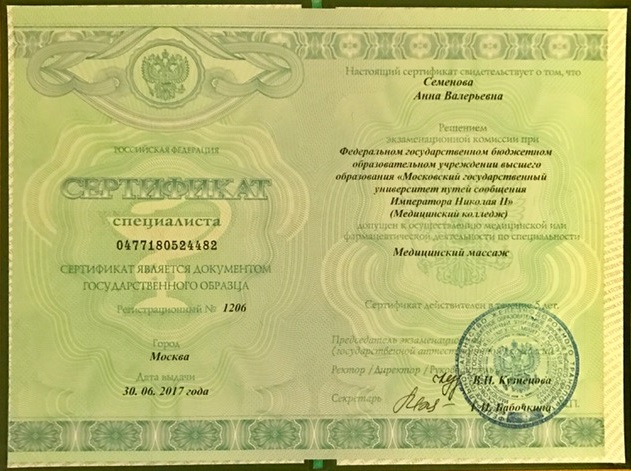 РОССИЙСКАЯ ФЕДЕРАЦИЯ
СЕРТИФИКАТ
специалиста
0477180524482
СЕРТИФИКАТ ЯВЛЯЕТСЯ ДОКУМЕНТОМ
ГОСУДАРСТВЕННОГО ОБРАЗЦА
Регистрационный № 1206
Город
Москва
Дата выдачи
30. 06. 2017 года
Настоящий сертификат свидетельствует о том, что
Семенова
Анна Валерьевна
Решением
экзаменационной комиссии при
Федеральном государственном бюджетном
образовательном учреждении высшего
образования «Московский государственный
университет путей сообщения
Императора Николая II»
(Медицинский колледж)
допущен к осуществлению медицинской или
фармацевтической деятельности по специальности
Медицинский массаж
Сертификат действителен в течение 5 лет.
Председатель
(государственной
Ректор / Директор /
В.И. Кузнецова
Секретарь
Г.И. Бабочкина